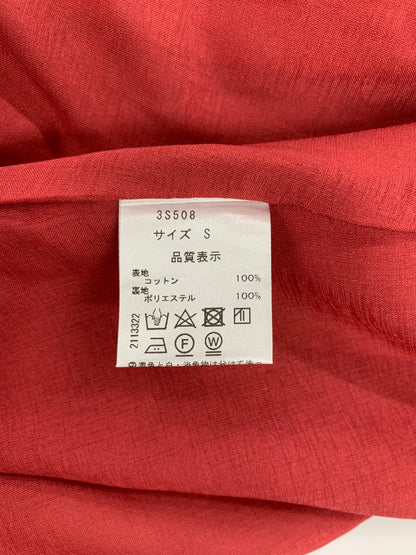 3S508
サイズ S
品質表示
表地
コットン 100%
裏地
ポリエステル 100%
2113322
F
W